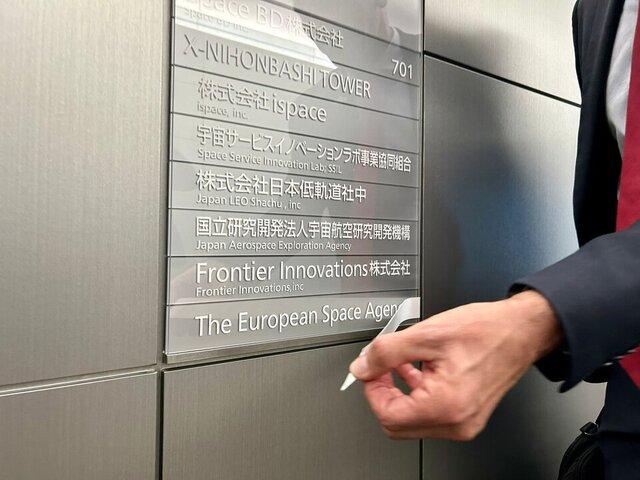 Space BD株式会社
Space BD Inc.
X-NIHONBASHI TOWER
701
株式会社ispace
ispace, inc.
宇宙サービスイノベーションラボ事業協同組合
Space Service Innovation Lab; SS'L
株式会社日本低軌道社中
Japan LEO Shachu , inc
国立研究開発法人宇宙航空研究開発機構
Japan Aerospace Exploration Agency
Frontier Innovations株式会社
Frontier Innovations,inc
The European Space Agen